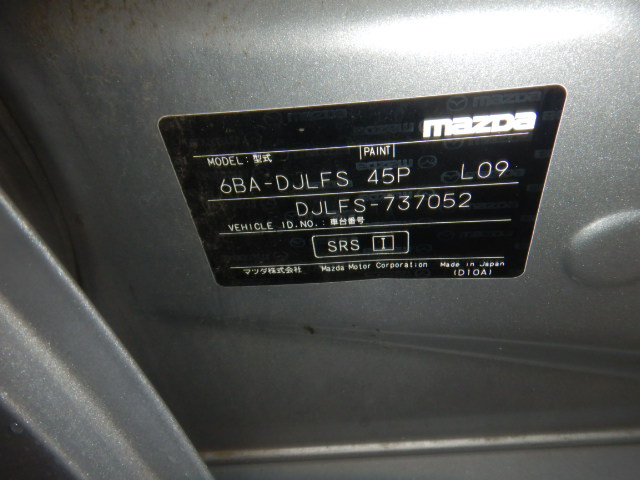 mazda
MODEL: 型式 PAINT
6BA-DJLFS 45P L09
DJLFS-737052
VEHICLE ID.NO.: 車台番号
SRS I
マツダ株式会社 Mazda Motor Corporation Made in Japan
(D10A)